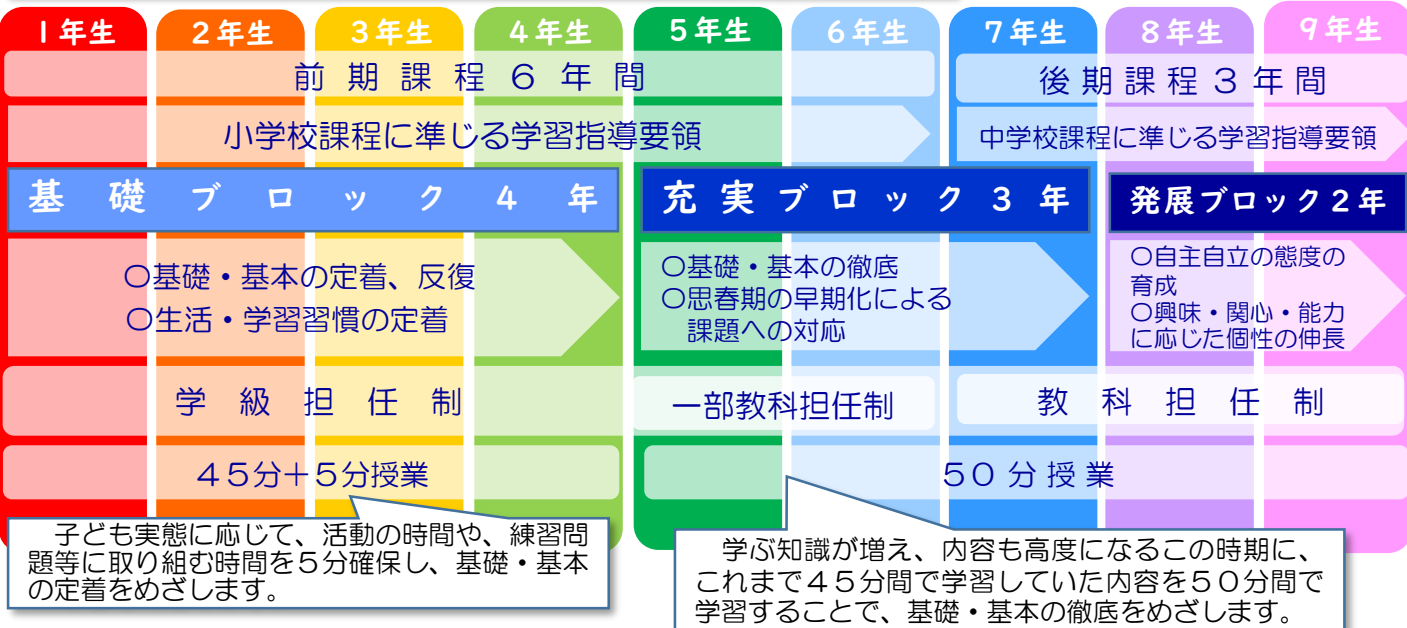 1年生 2年生 3年生 4年生 5年生 6年生 7年生 8年生 9年生
前期課程6年間
後期課程3年間
小学校課程に準じる学習指導要領
中学校課程に準じる学習指導要領
基礎ブロック4年
充実ブロック3年
発展ブロック2年
〇基礎・基本の定着、反復
〇生活・学習習慣の定着
〇基礎・基本の徹底
〇思春期の早期化による
課題への対応
〇自主自立の態度の
育成
〇興味・関心・能力
に応じた個性の伸長
学級担任制
一部教科担任制
教科担任制
45分+5分授業
50分授業
子ども実態に応じて、活動の時間や、練習問
題等に取り組む時間を5分確保し、基礎・基本
の定着をめざします。
学ぶ知識が増え、内容も高度になるこの時期に、
これまで45分間で学習していた内容を50分間で
学習することで、基礎・基本の徹底をめざします。